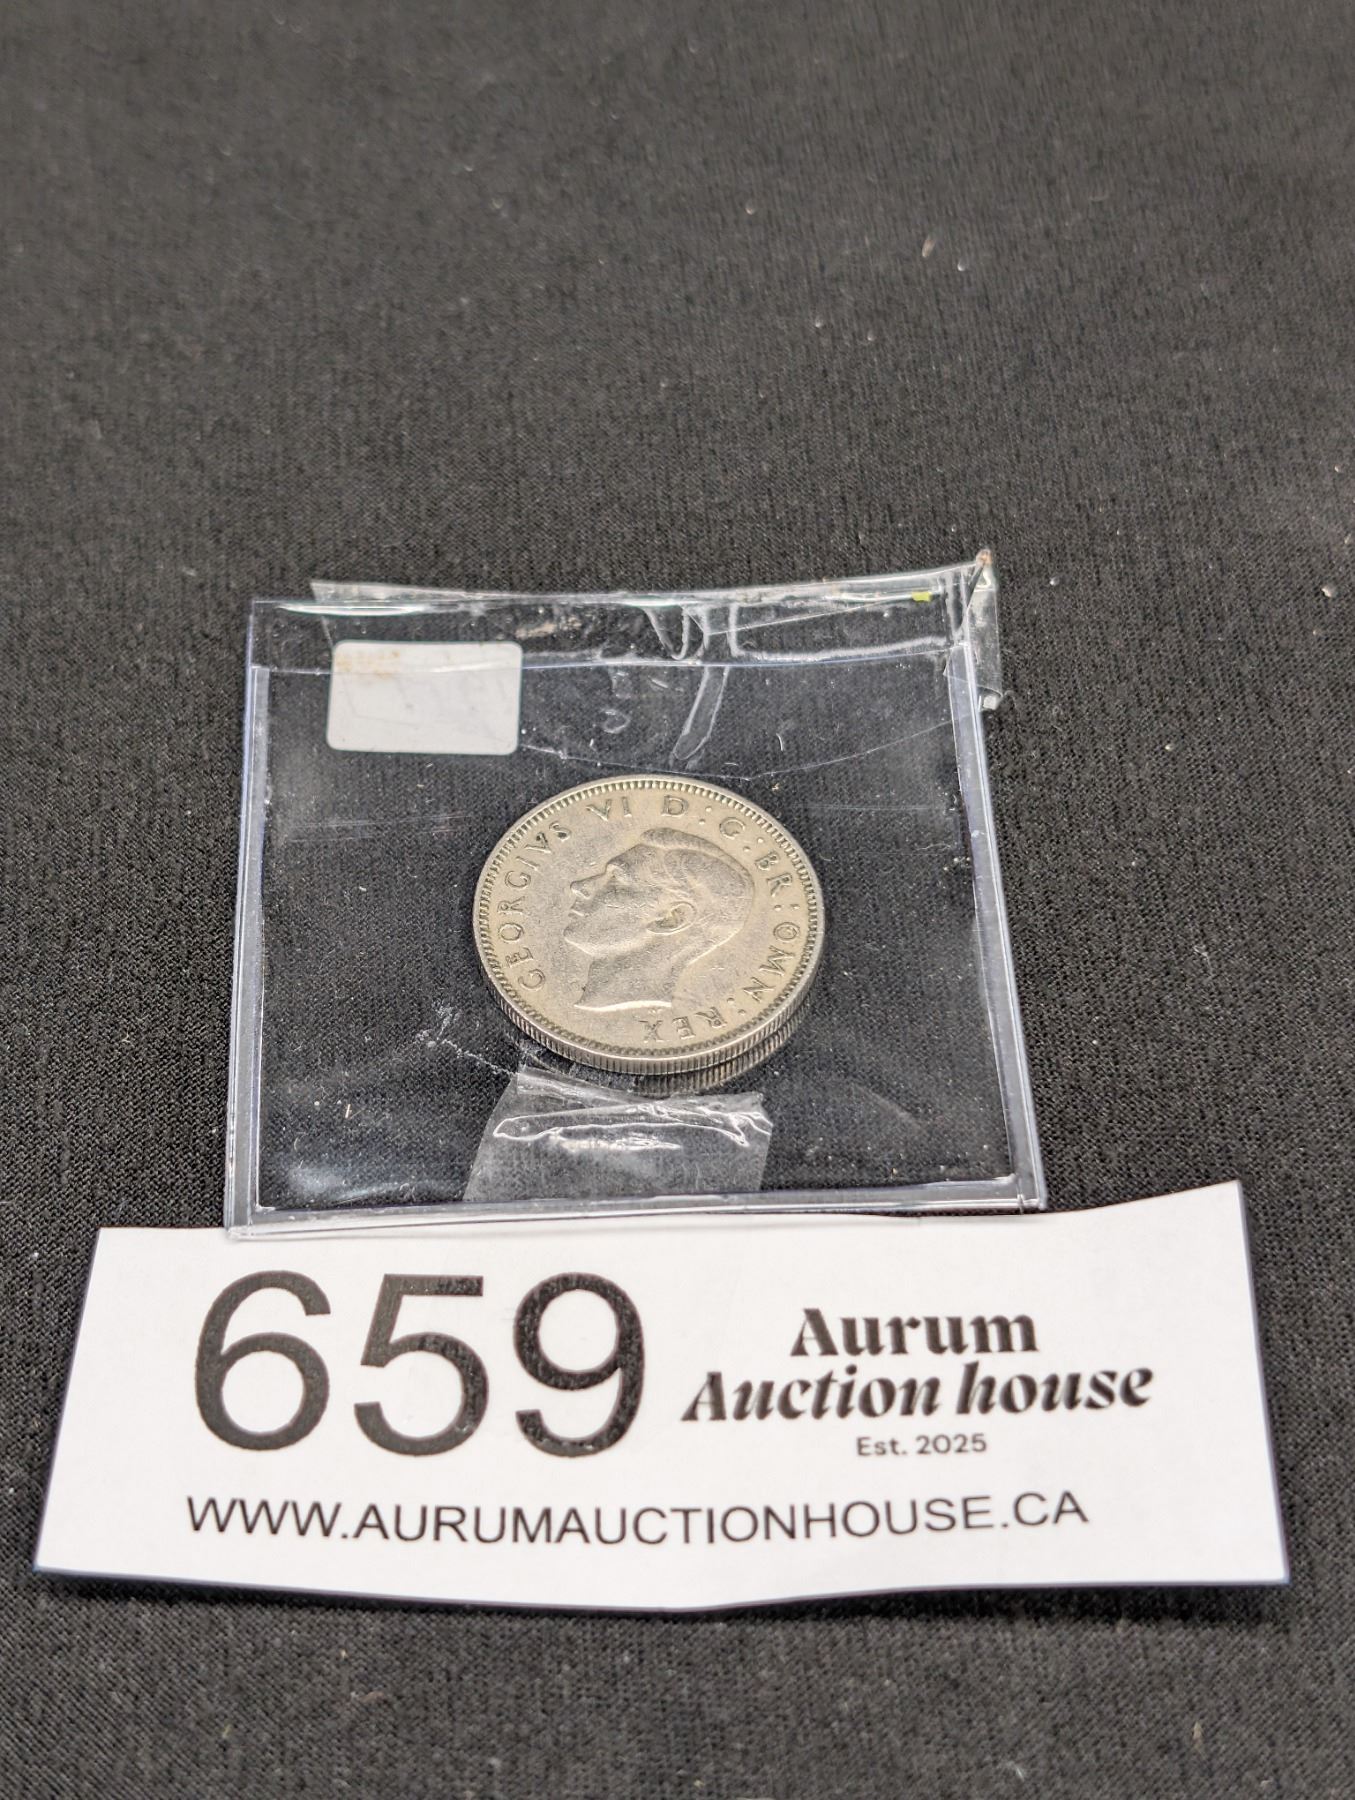 GEORGIVS VI D:G:BR:OMN:REX
659
Aurum
Auction house
Est. 2025
WWW.AURUMAUCTIONHOUSE.CA